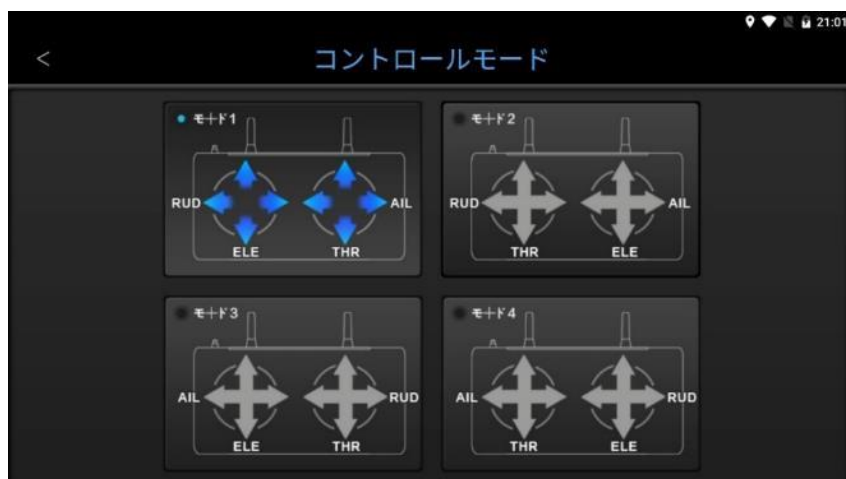 21:01
< コントロールモード
モード1
RUD AIL
ELE THR
モード2
RUD AIL
THR ELE
モード3
AIL RUD
ELE THR
モード4
AIL RUD
THR ELE